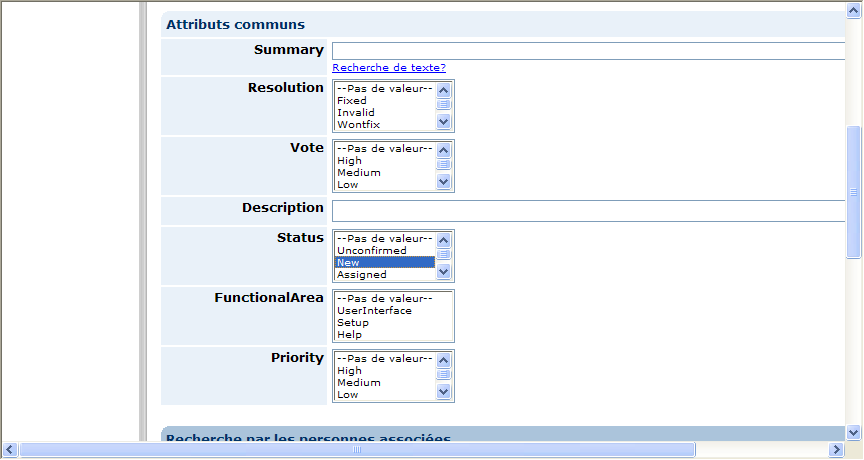 Attributs communs
Summary
Recherche de texte?
Resolution
--Pas de valeur--
Fixed
Invalid
Wontfix
Vote
--Pas de valeur--
High
Medium
Low
Description
Status
--Pas de valeur--
Unconfirmed
New
Assigned
FunctionalArea
--Pas de valeur--
UserInterface
Setup
Help
Priority
--Pas de valeur--
High
Medium
Low
Recherche par les personnes associées